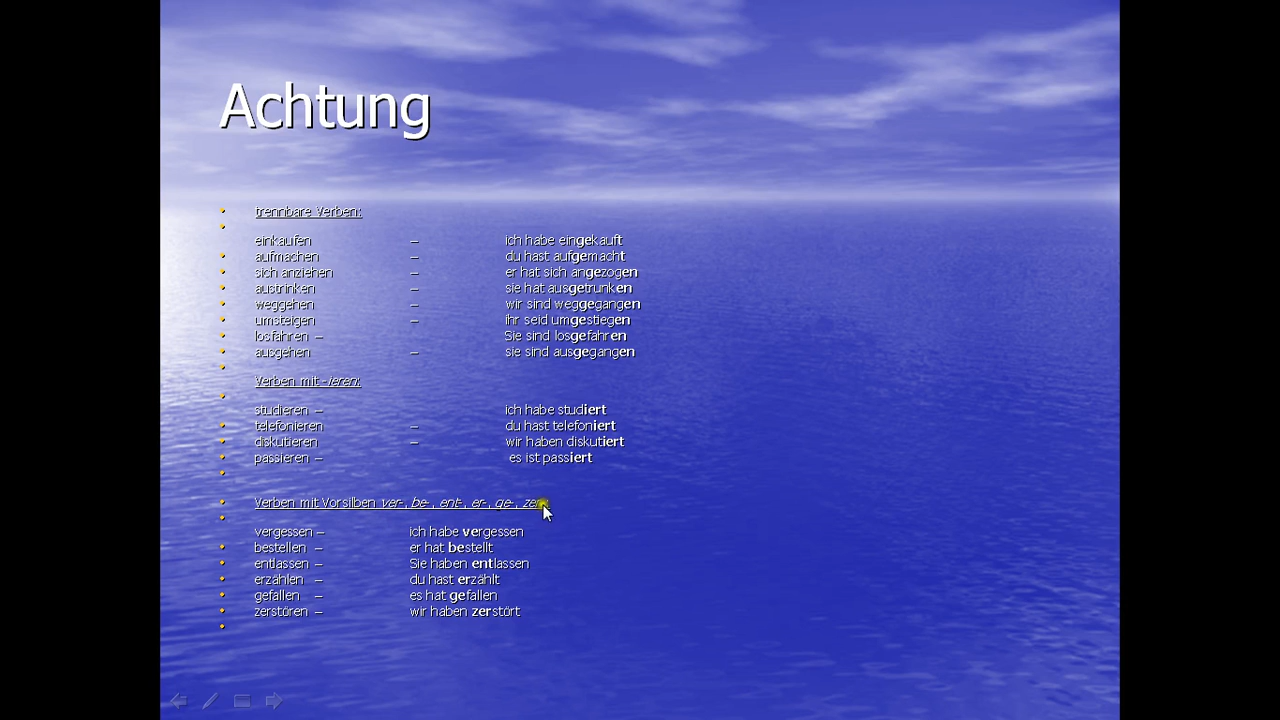 Achtung
trennbare Verben:
einkaufen – ich habe eingekauft
aufmachen – du hast aufgemacht
sich anziehen – er hat sich angezogen
austrinken – sie hat ausgetrunken
weggehen – wir sind weggegangen
umsteigen – ihr seid umgestiegen
losfahren – Sie sind losgefahren
ausgehen – sie sind ausgegangen
Verben mit -ieren:
studieren – ich habe studiert
telefonieren – du hast telefoniert
diskutieren – wir haben diskutiert
passieren – es ist passiert
Verben mit Vorsilben ver-, be-, ent-, er-, ge-,
vergessen – ich habe vergessen
bestellen – er hat bestellt
entlassen – Sie haben entlassen
erzählen – du hast erzählt
gefallen – es hat gefallen
zerstören – wir haben zerstört